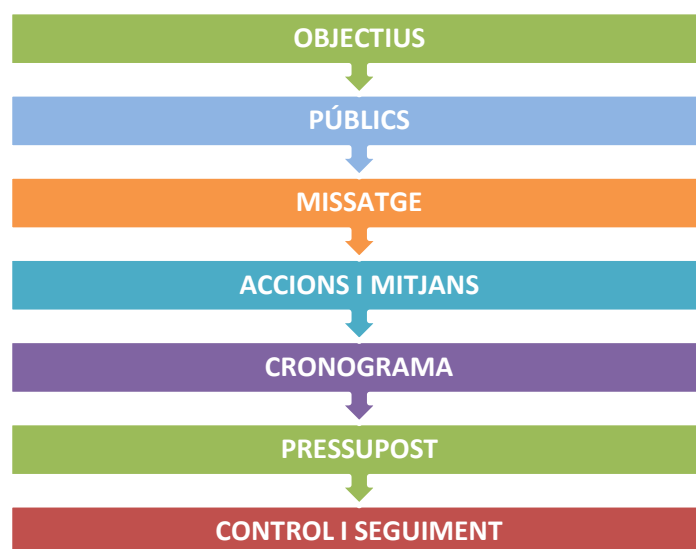 OBJECTIUS
PÚBLICS
MISSATGE
ACCIONS I MITJANS
CRONOGRAMA
PRESSUPOST
CONTROL I SEGUIMENT